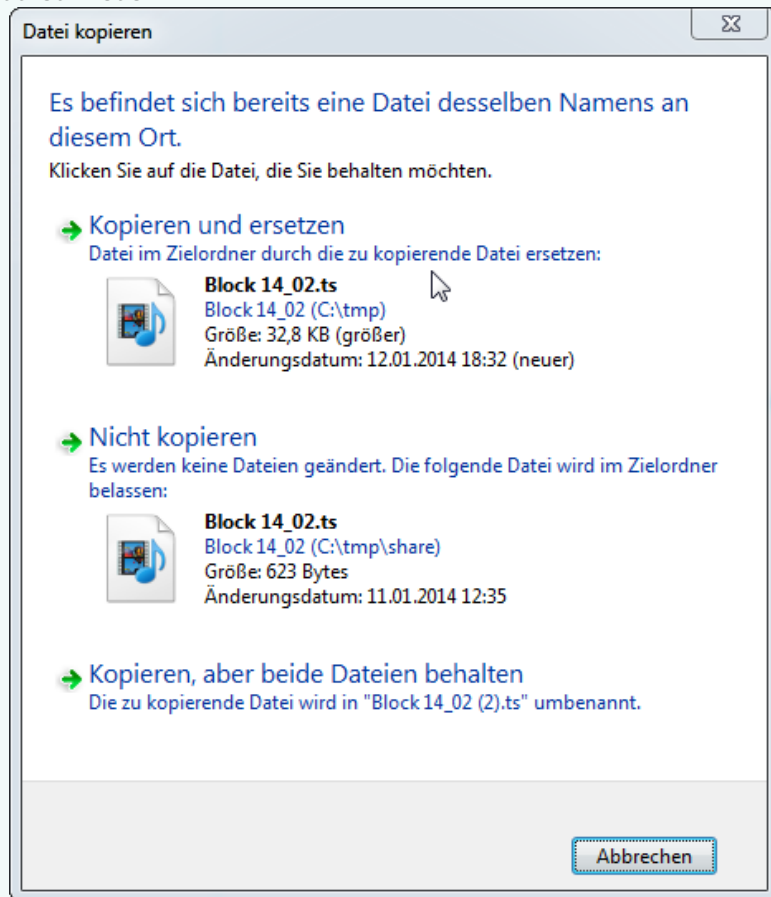 Datei kopieren
Es befindet sich bereits eine Datei desselben Namens an
diesem Ort.
Klicken Sie auf die Datei, die Sie behalten möchten.
Kopieren und ersetzen
Datei im Zielordner durch die zu kopierende Datei ersetzen:
Block 14_02.ts
Block 14_02 (C:\tmp)
Größe: 32,8 KB (größer)
Änderungsdatum: 12.01.2014 18:32 (neuer)
Nicht kopieren
Es werden keine Dateien geändert. Die folgende Datei wird im Zielordner
belassen:
Block 14_02.ts
Block 14_02 (C:\tmp\share)
Größe: 623 Bytes
Änderungsdatum: 11.01.2014 12:35
Kopieren, aber beide Dateien behalten
Die zu kopierende Datei wird in "Block 14_02 (2).ts" umbenannt.
Abbrechen